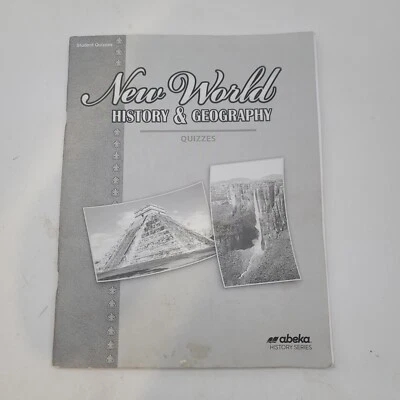 Student Quizzes
New World
HISTORY & GEOGRAPHY
QUIZZES
abeka
HISTORY SERIES